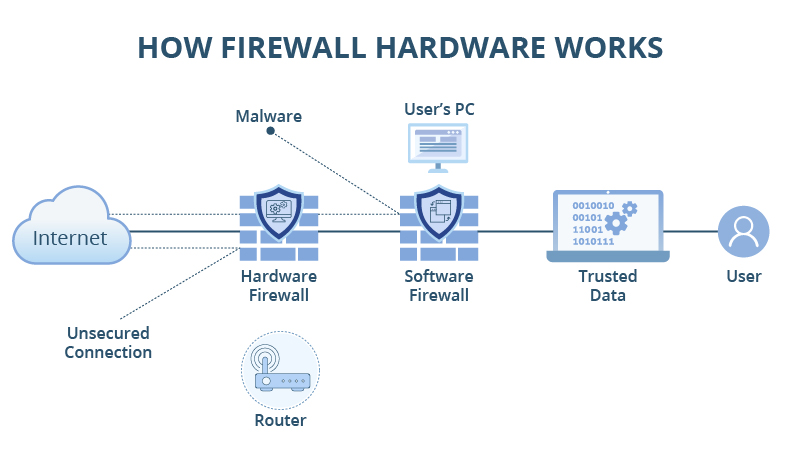 HOW FIREWALL HARDWARE WORKS
Malware
User's PC
Internet
0010010
00101
11001
1010111
Hardware
Firewall
Software
Firewall
Trusted
Data
User
Unsecured
Connection
Router